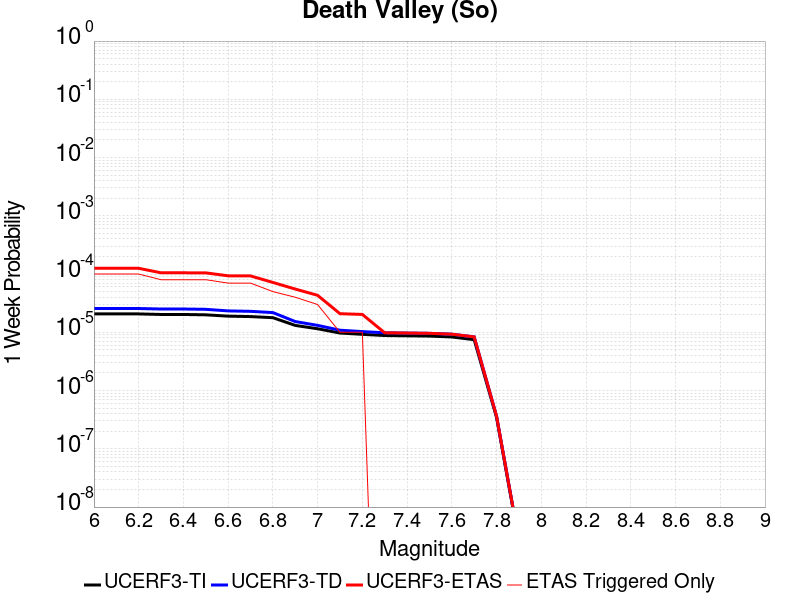 Death Valley (So)
10^0
10^-1
10^-2
10^-3
10^-4
10^-5
10^-6
10^-7
10^-8
1 Week Probability
6 6.2 6.4 6.6 6.8 7 7.2 7.4 7.6 7.8 8 8.2 8.4 8.6 8.8 9
Magnitude
UCERF3-TI UCERF3-TD UCERF3-ETAS ETAS Triggered Only